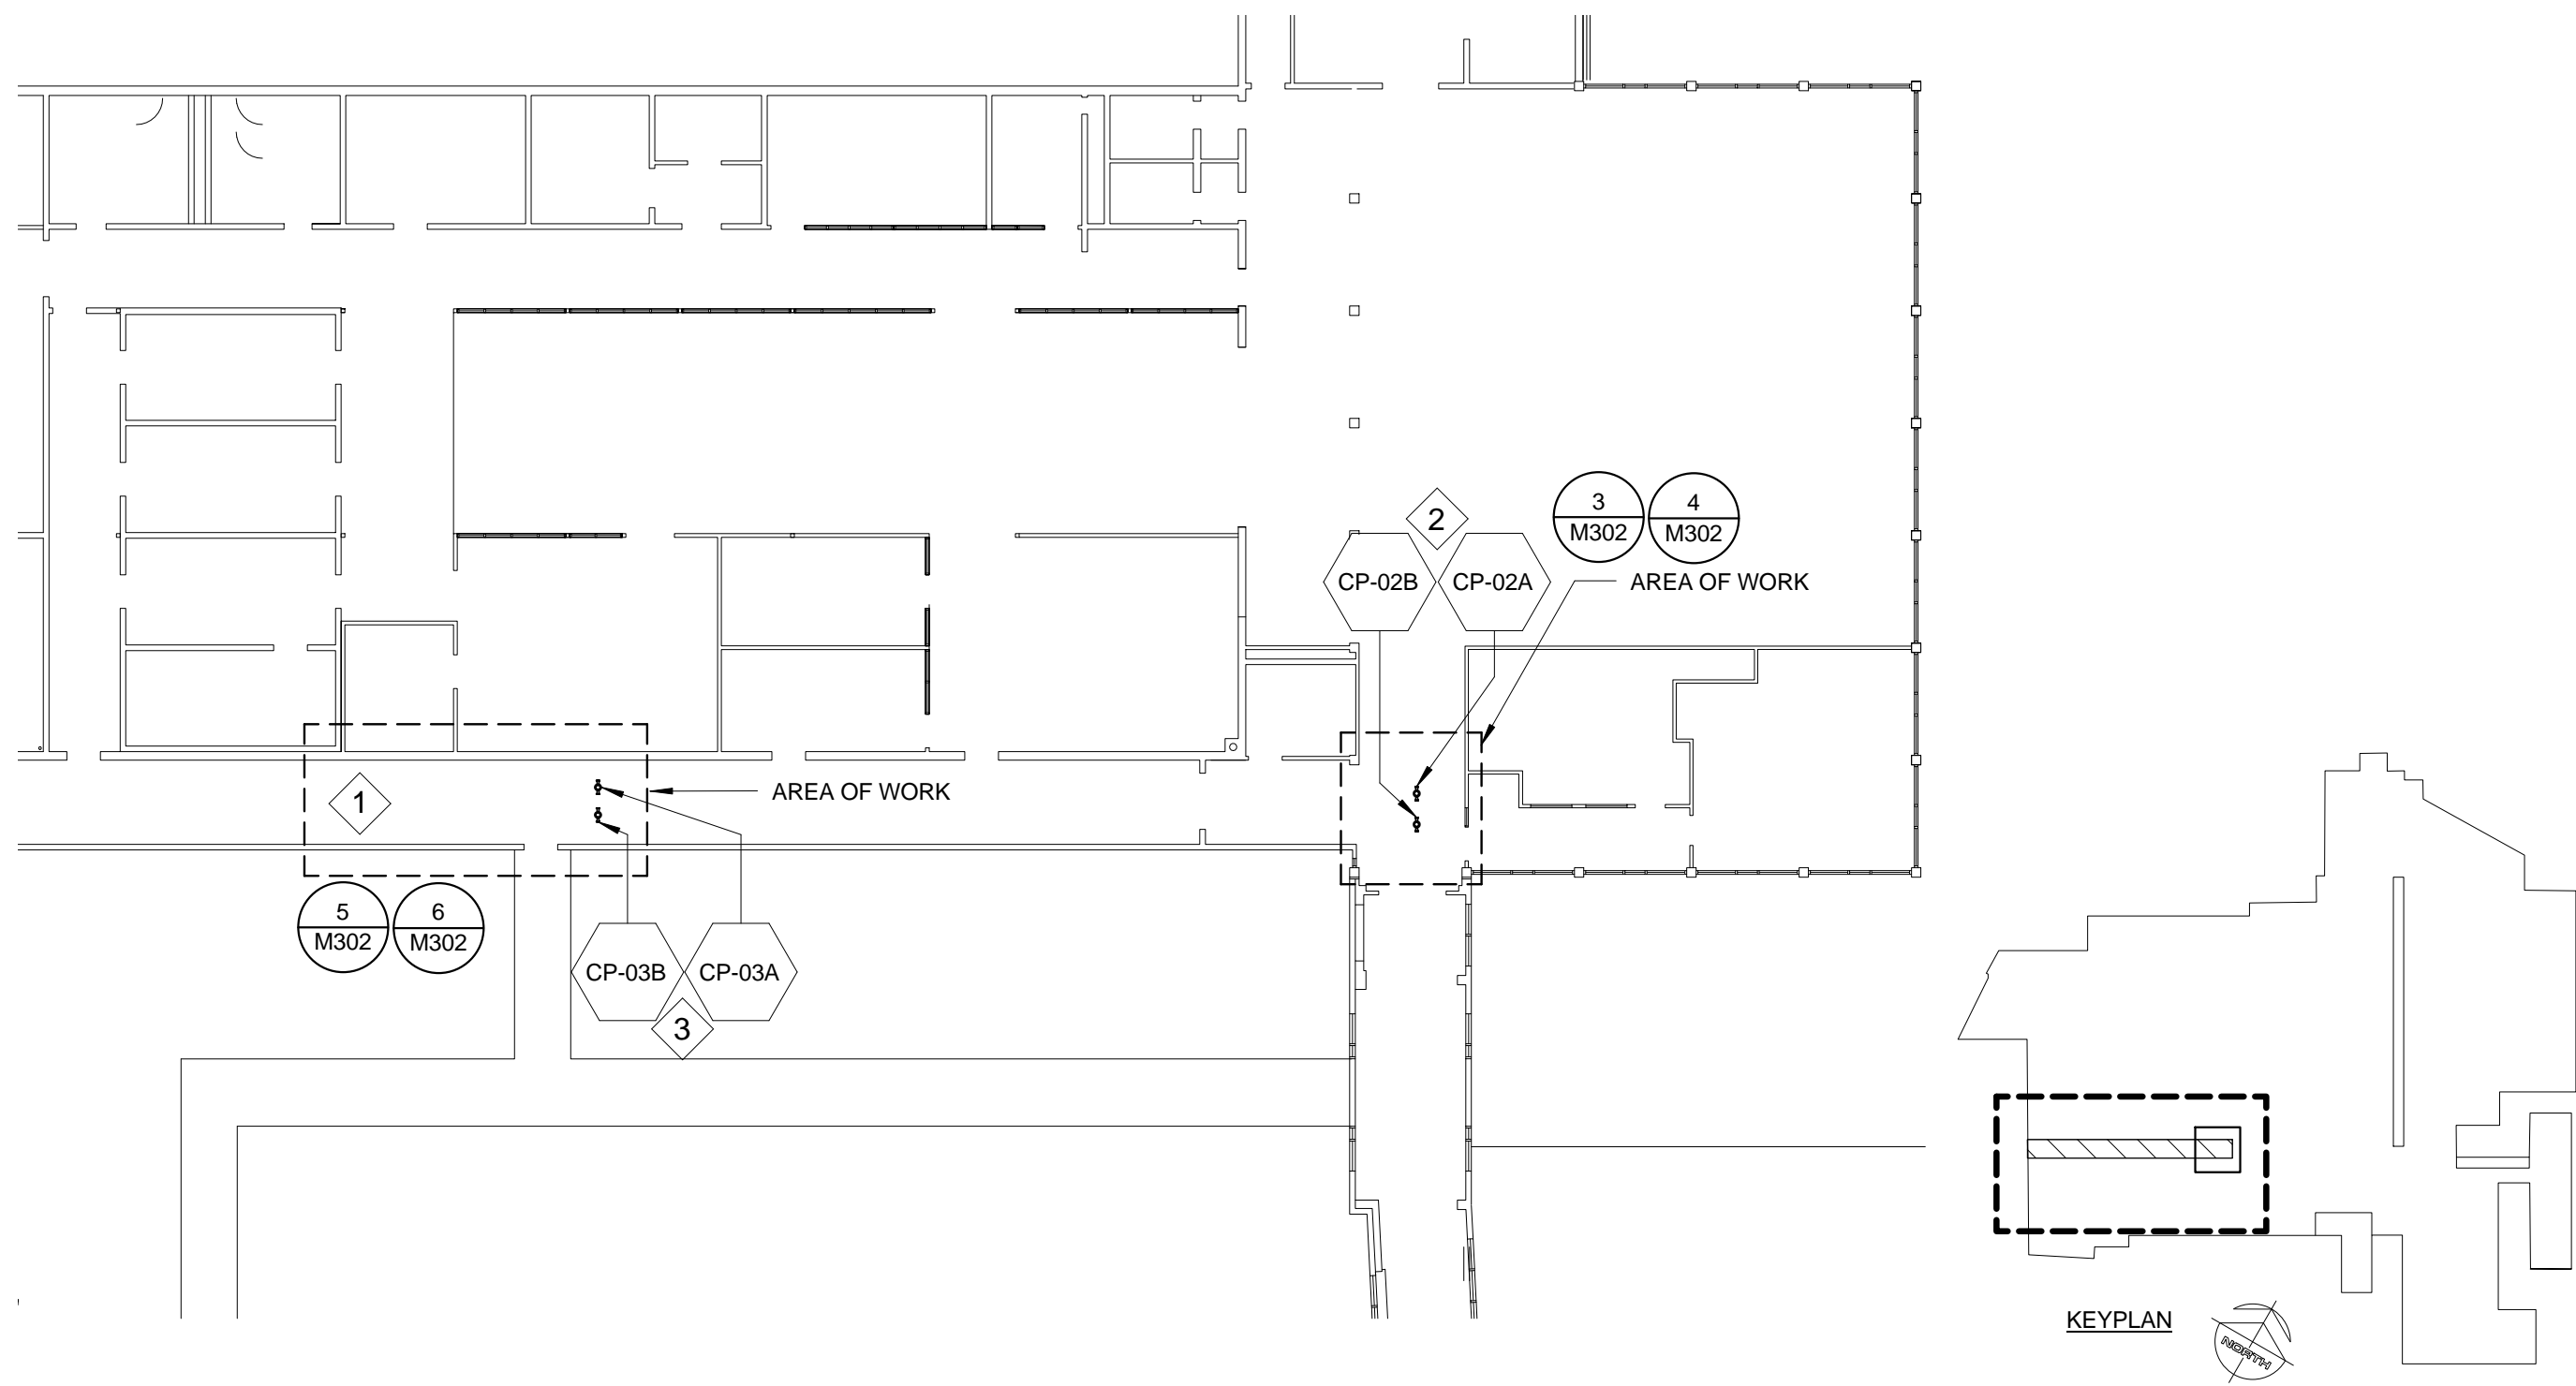 3
4
2
M302
M302
CP-02B
CP-02A
AREA OF WORK
1
AREA OF WORK
5
6
M302
M302
CP-03B
CP-03A
3
KEYPLAN
NORTH